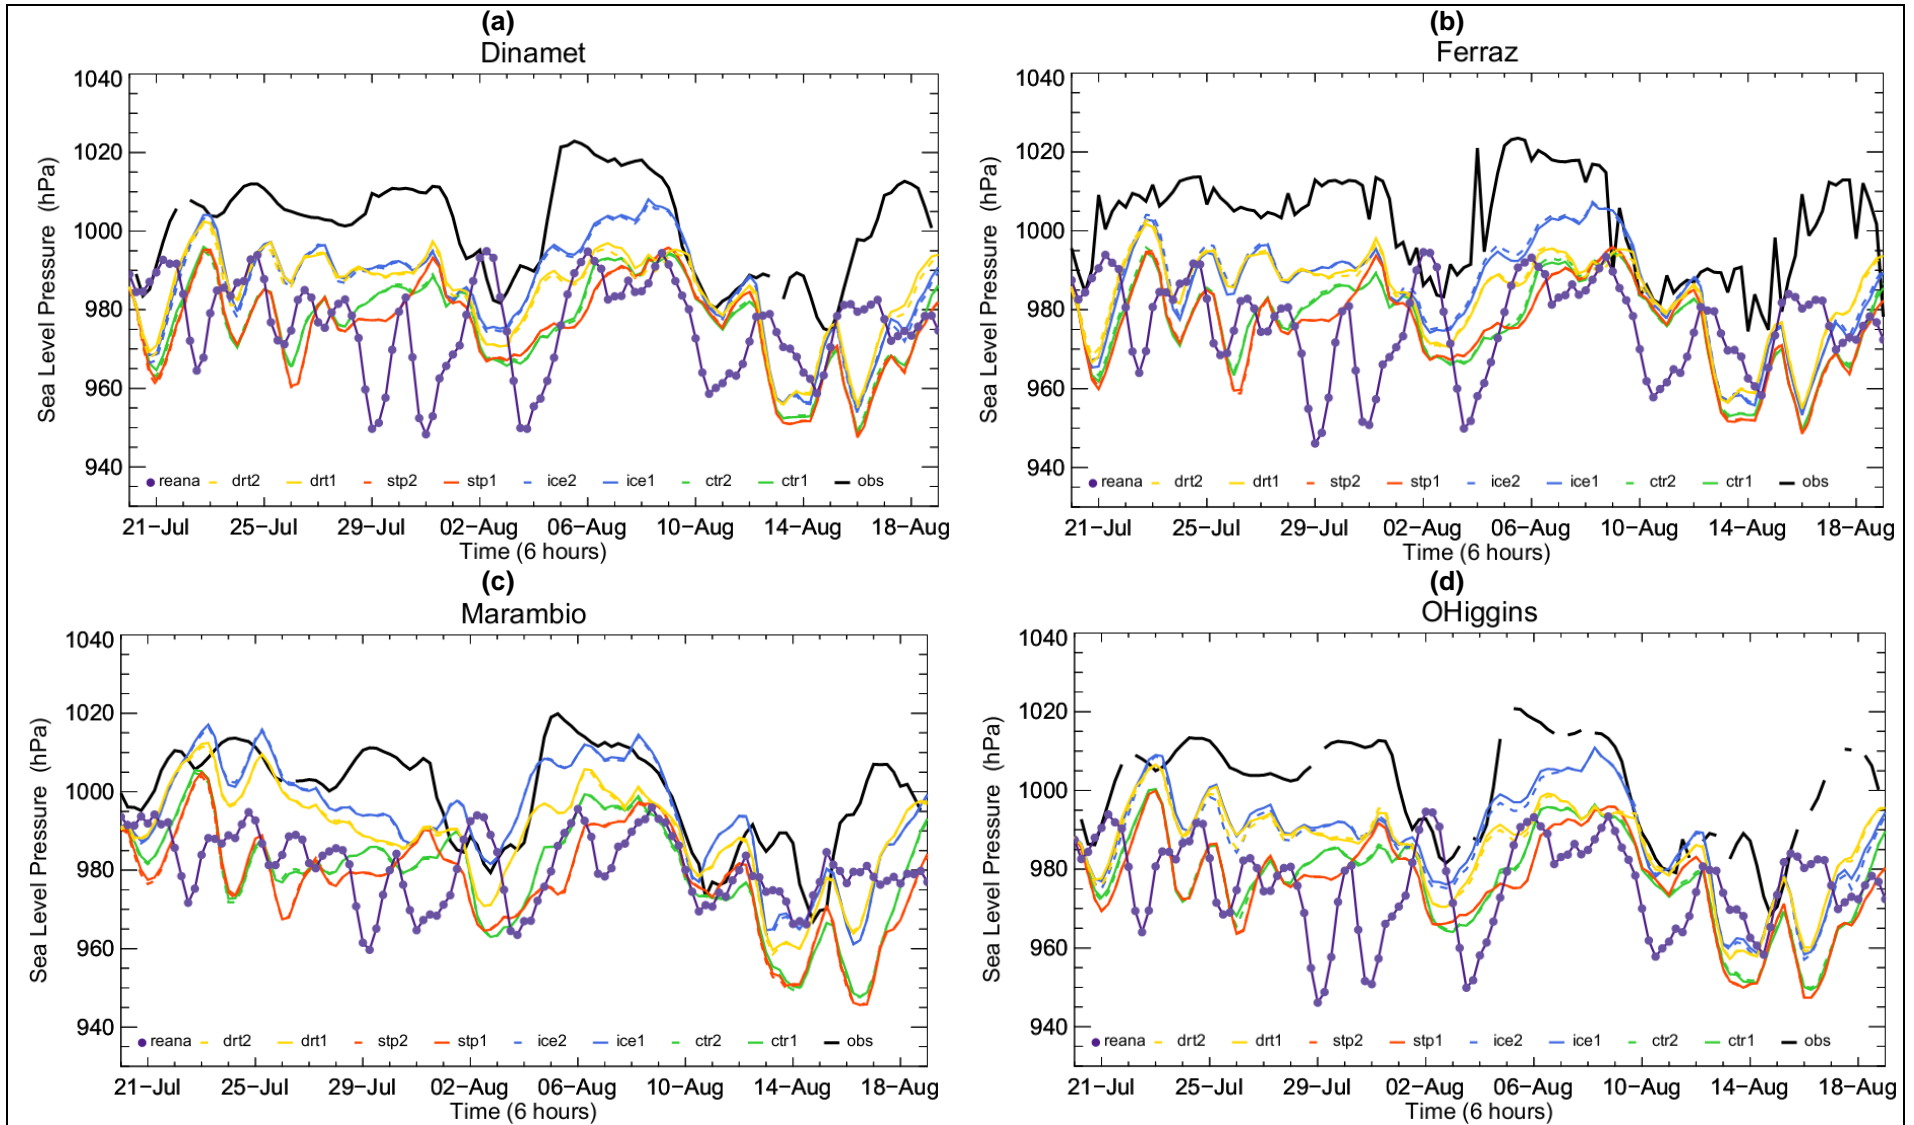 (a)
Dinamet
1040
1020
1000
980
960
940
Sea Level Pressure (hPa)
reana drt2 drt1 stp2 stp1 ice2 ice1 ctr2 ctr1 obs
21−Jul 25−Jul 29−Jul 02−Aug 06−Aug 10−Aug 14−Aug 18−Aug
Time (6 hours)
(b)
Ferraz
1040
1020
1000
980
960
940
Sea Level Pressure (hPa)
reana drt2 drt1 stp2 stp1 ice2 ice1 ctr2 ctr1 obs
21−Jul 25−Jul 29−Jul 02−Aug 06−Aug 10−Aug 14−Aug 18−Aug
Time (6 hours)
(c)
Marambio
1040
1020
1000
980
960
940
Sea Level Pressure (hPa)
reana drt2 drt1 stp2 stp1 ice2 ice1 ctr2 ctr1 obs
21−Jul 25−Jul 29−Jul 02−Aug 06−Aug 10−Aug 14−Aug 18−Aug
Time (6 hours)
(d)
OHiggins
1040
1020
1000
980
960
940
Sea Level Pressure (hPa)
reana drt2 drt1 stp2 stp1 ice2 ice1 ctr2 ctr1 obs
21−Jul 25−Jul 29−Jul 02−Aug 06−Aug 10−Aug 14−Aug 18−Aug
Time (6 hours)